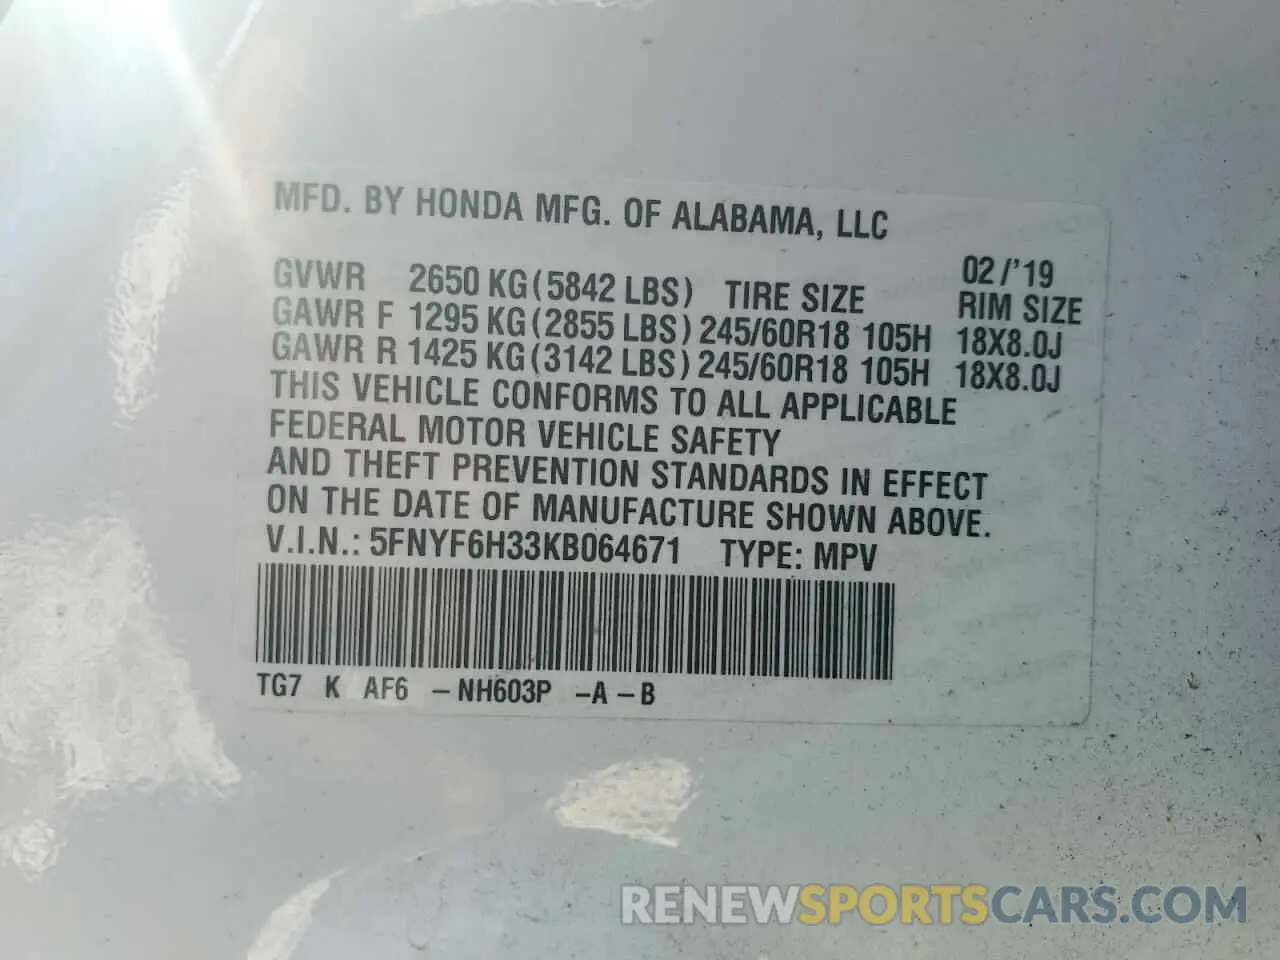 MFD. BY HONDA MFG. OF ALABAMA, LLC
02/'19
GVWR 2650 KG(5842 LBS) TIRE SIZE RIM SIZE
GAWR F 1295 KG(2855 LBS) 245/60R18 105H 18X8.0J
GAWR R 1425 KG(3142 LBS) 245/60R18 105H 18X8.0J
THIS VEHICLE CONFORMS TO ALL APPLICABLE
FEDERAL MOTOR VEHICLE SAFETY
AND THEFT PREVENTION STANDARDS IN EFFECT
ON THE DATE OF MANUFACTURE SHOWN ABOVE.
V.I.N.: 5FNYF6H33KB064671 TYPE: MPV
TG7 K AF6 -NH603P -A-B
RENEWSPORTSCARS.COM